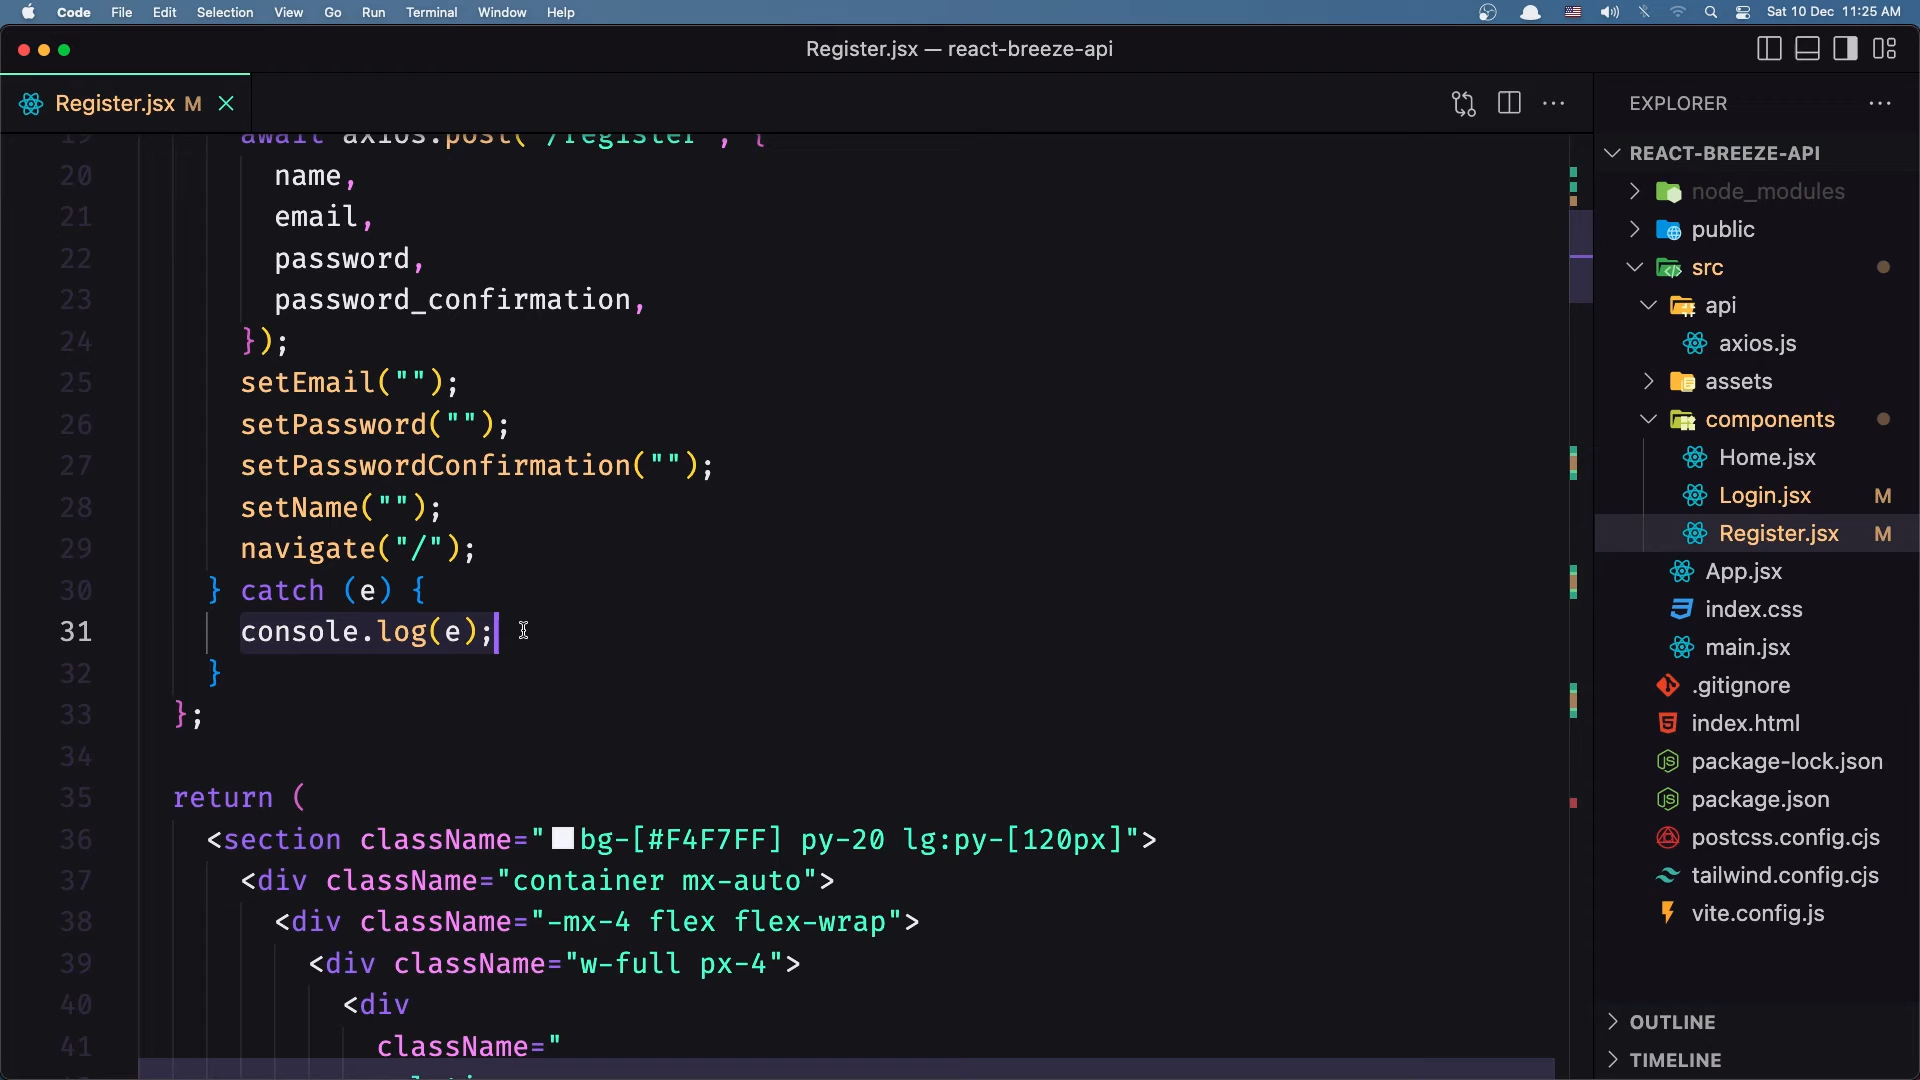 Code File Edit Selection View Go Run Terminal Window Help Sat 10 Dec 11:25 AM
Register.jsx — react-breeze-api
Register.jsx M
19 await axios.post("/register", {
20 name,
21 email,
22 password,
23 password_confirmation,
24 });
25 setEmail("");
26 setPassword("");
27 setPasswordConfirmation("");
28 setName("");
29 navigate("/");
30 } catch (e) {
31 console.log(e);
32 }
33 };
34
35 return (
36 <section className="bg-[#F4F7FF] py-20 lg:py-[120px]">
37 <div className="container mx-auto">
38 <div className="-mx-4 flex flex-wrap">
39 <div className="w-full px-4">
40 <div
41 className="
EXPLORER
REACT-BREEZE-API
node_modules
public
src
api
axios.js
assets
components
Home.jsx
Login.jsx M
Register.jsx M
App.jsx
index.css
main.jsx
.gitignore
index.html
package-lock.json
package.json
postcss.config.cjs
tailwind.config.cjs
vite.config.js
OUTLINE
TIMELINE